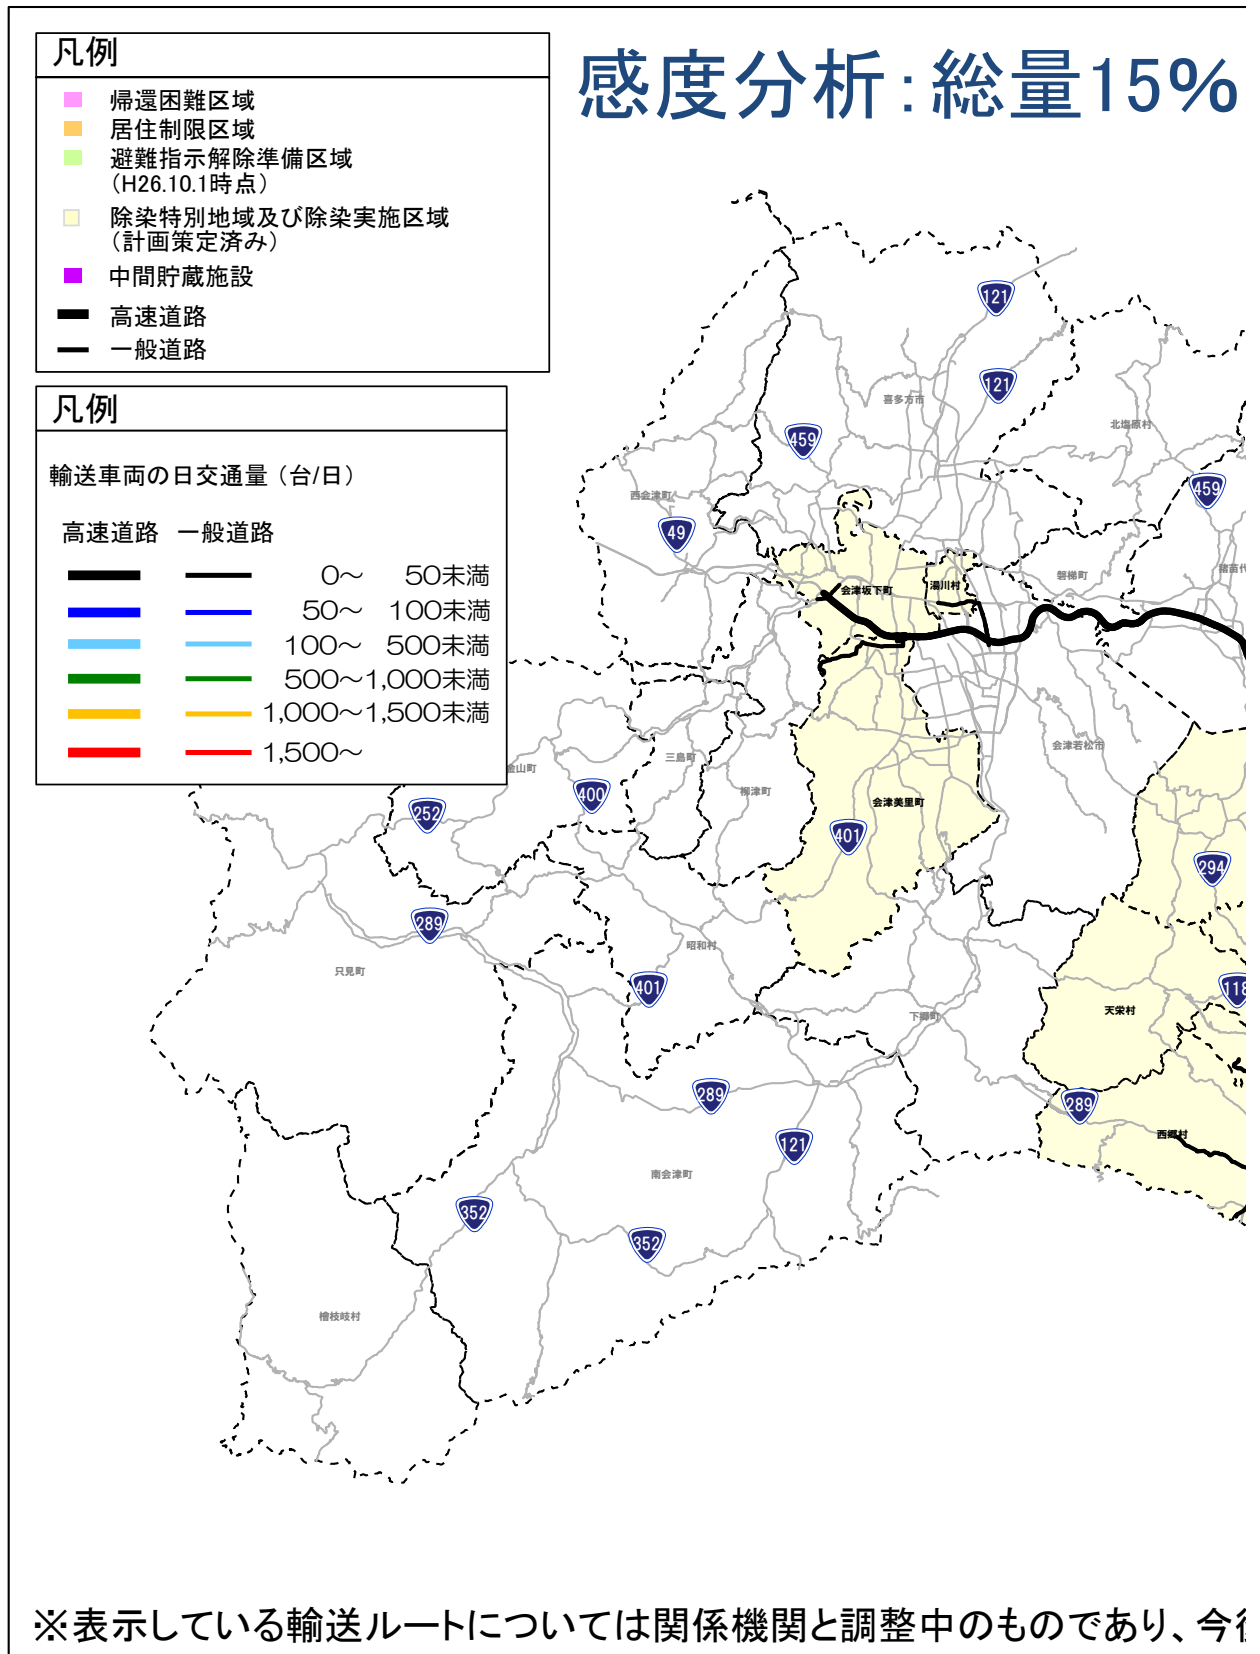 凡例
帰還困難区域
居住制限区域
避難指示解除準備区域
(H26.10.1時点)
除染特別地域及び除染実施区域
(計画策定済み)
中間貯蔵施設
高速道路
一般道路
感度分析:総量15%
凡例
輸送車両の日交通量 (台/日)
高速道路 一般道路
0～ 50未満
50～ 100未満
100～ 500未満
500～1,000未満
1,000～1,500未満
1,500～
121
121
喜多方市
北塩原村
459
459
西会津町
49
猪苗代
磐梯町
会津坂下町
湯川村
会津若松市
三島町
金山町
柳津町
400
252
会津美里町
401
294
289
昭和村
只見町
401
118
天栄村
下郷町
289
289
121
西郷村
南会津町
352
352
檜枝岐村
※表示している輸送ルートについては関係機関と調整中のものであり、今後